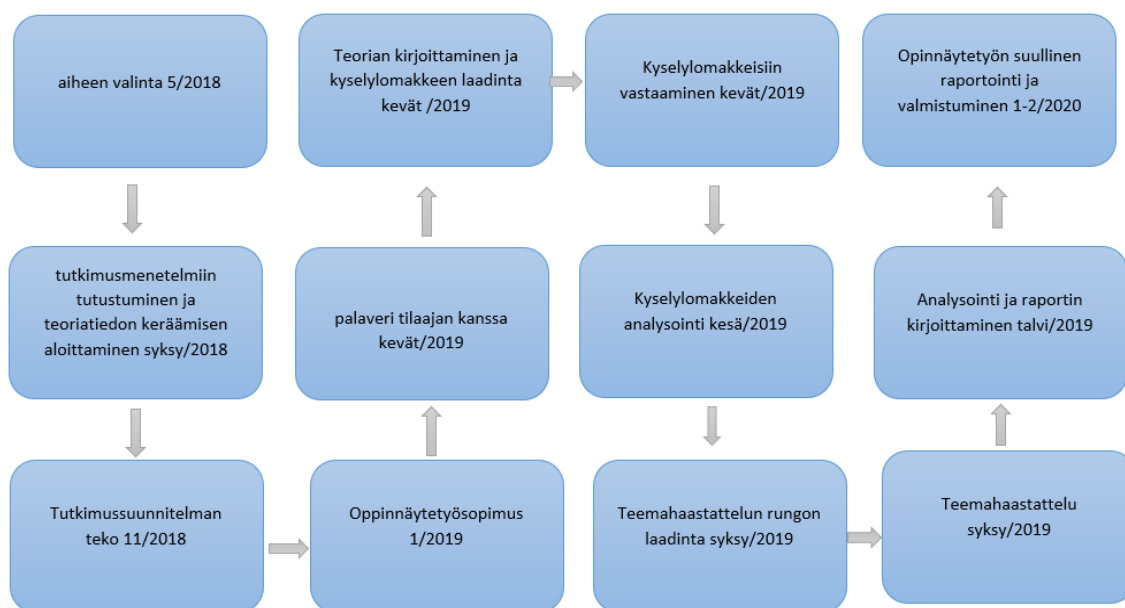 aiheen valinta 5/2018
tutkimusmenetelmiin
tutustuminen ja
teoriatiedon keräämisen
aloittaminen syksy/2018
Tutkimussuunnitelman
teko 11/2018
Oppinnäytetyösopimus
1/2019
palaveri tilaajan kanssa
kevät/2019
Teorian kirjoittaminen ja
kyselylomakkeen laadinta
kevät /2019
Kyselylomakkeisiin
vastaaminen kevät/2019
Kyselylomakkeiden
analysointi kesä/2019
Teemahaastattelun rungon
laadinta syksy/2019
Teemahaastattelu
syksy/2019
Analysointi ja raportin
kirjoittaminen talvi/2019
Opinnäytetyön suullinen
raportointi ja
valmistuminen 1-2/2020